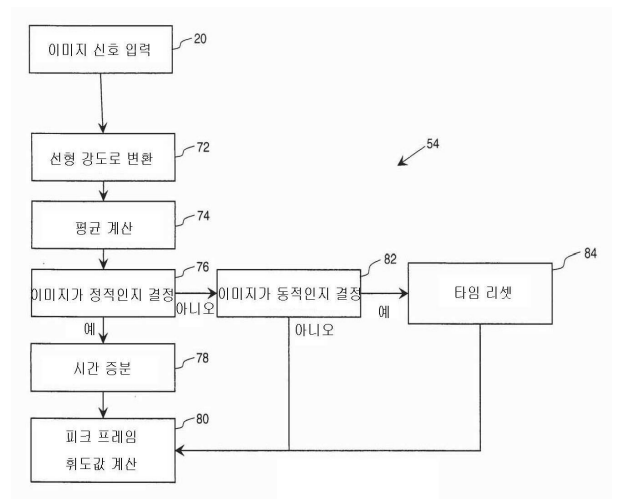 이미지 신호 입력
20
선형 강도로 변환
72
54
평균 계산
74
이미지가 정적인지 결정
76
아니오
예
이미지가 동적인지 결정
82
예
아니오
타임 리셋
84
시간 증분
78
피크 프레임
휘도값 계산
80